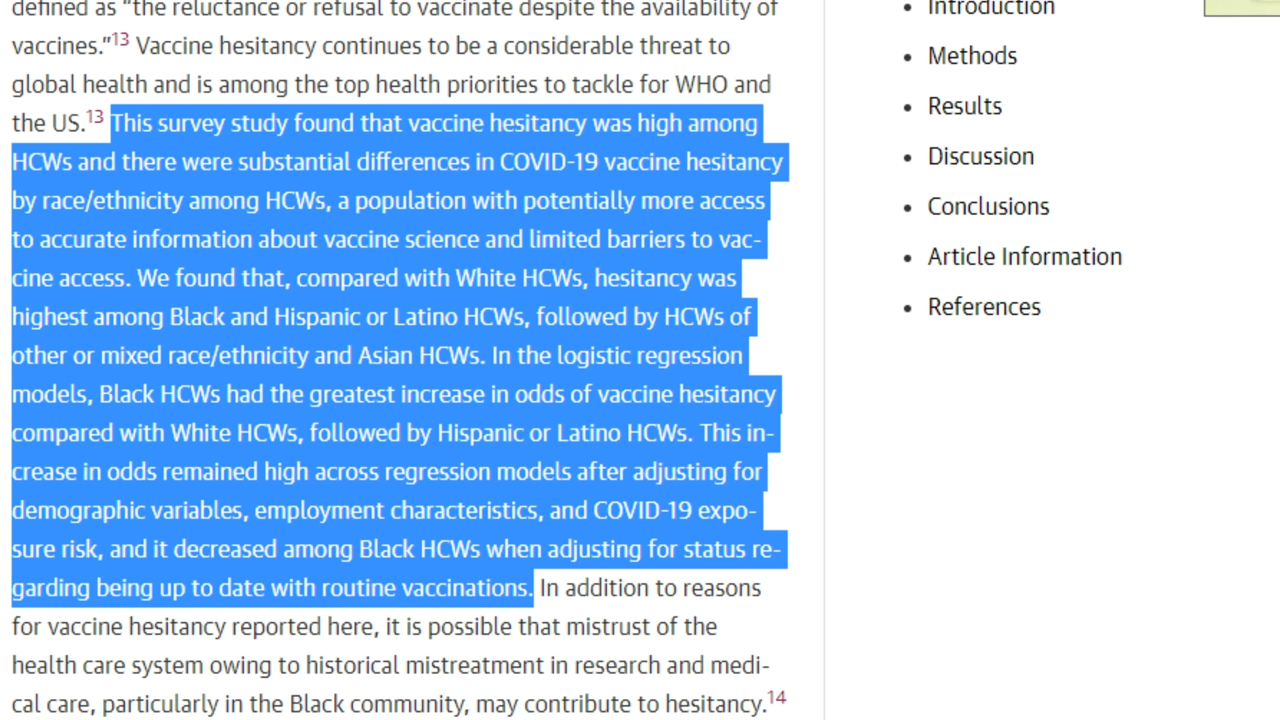 defined as “the reluctance or refusal to vaccinate despite the availability of
vaccines.”13 Vaccine hesitancy continues to be a considerable threat to
global health and is among the top health priorities to tackle for WHO and
the US.13 This survey study found that vaccine hesitancy was high among
HCWs and there were substantial differences in COVID-19 vaccine hesitancy
by race/ethnicity among HCWs, a population with potentially more access
to accurate information about vaccine science and limited barriers to vac-
cine access. We found that, compared with White HCWs, hesitancy was
highest among Black and Hispanic or Latino HCWs, followed by HCWs of
other or mixed race/ethnicity and Asian HCWs. In the logistic regression
models, Black HCWs had the greatest increase in odds of vaccine hesitancy
compared with White HCWs, followed by Hispanic or Latino HCWs. This in-
crease in odds remained high across regression models after adjusting for
demographic variables, employment characteristics, and COVID-19 expo-
sure risk, and it decreased among Black HCWs when adjusting for status re-
garding being up to date with routine vaccinations. In addition to reasons
for vaccine hesitancy reported here, it is possible that mistrust of the
health care system owing to historical mistreatment in research and medi-
cal care, particularly in the Black community, may contribute to hesitancy.14
• Introduction
• Methods
• Results
• Discussion
• Conclusions
• Article Information
• References